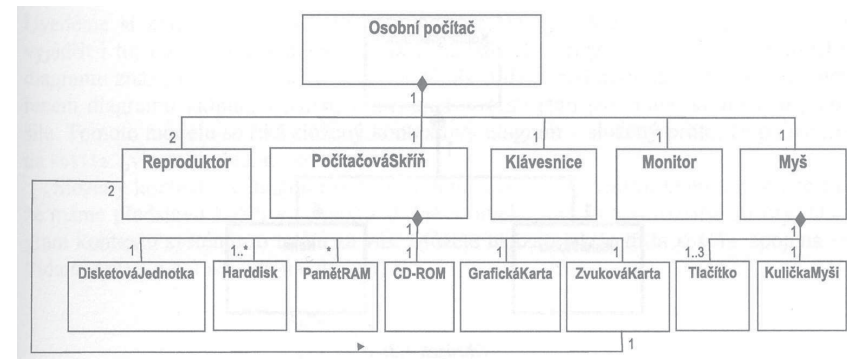 Osobní počítač
1
2 1 1 1 1
Reproduktor PočítačováSkříň Klávesnice Monitor Myš
2 1 1
1 1..* * 1 1 1 1..3 1
DisketováJednotka Harddisk PamětRAM CD-ROM GrafickáKarta ZvukováKarta Tlačítko KuličkaMyši
1